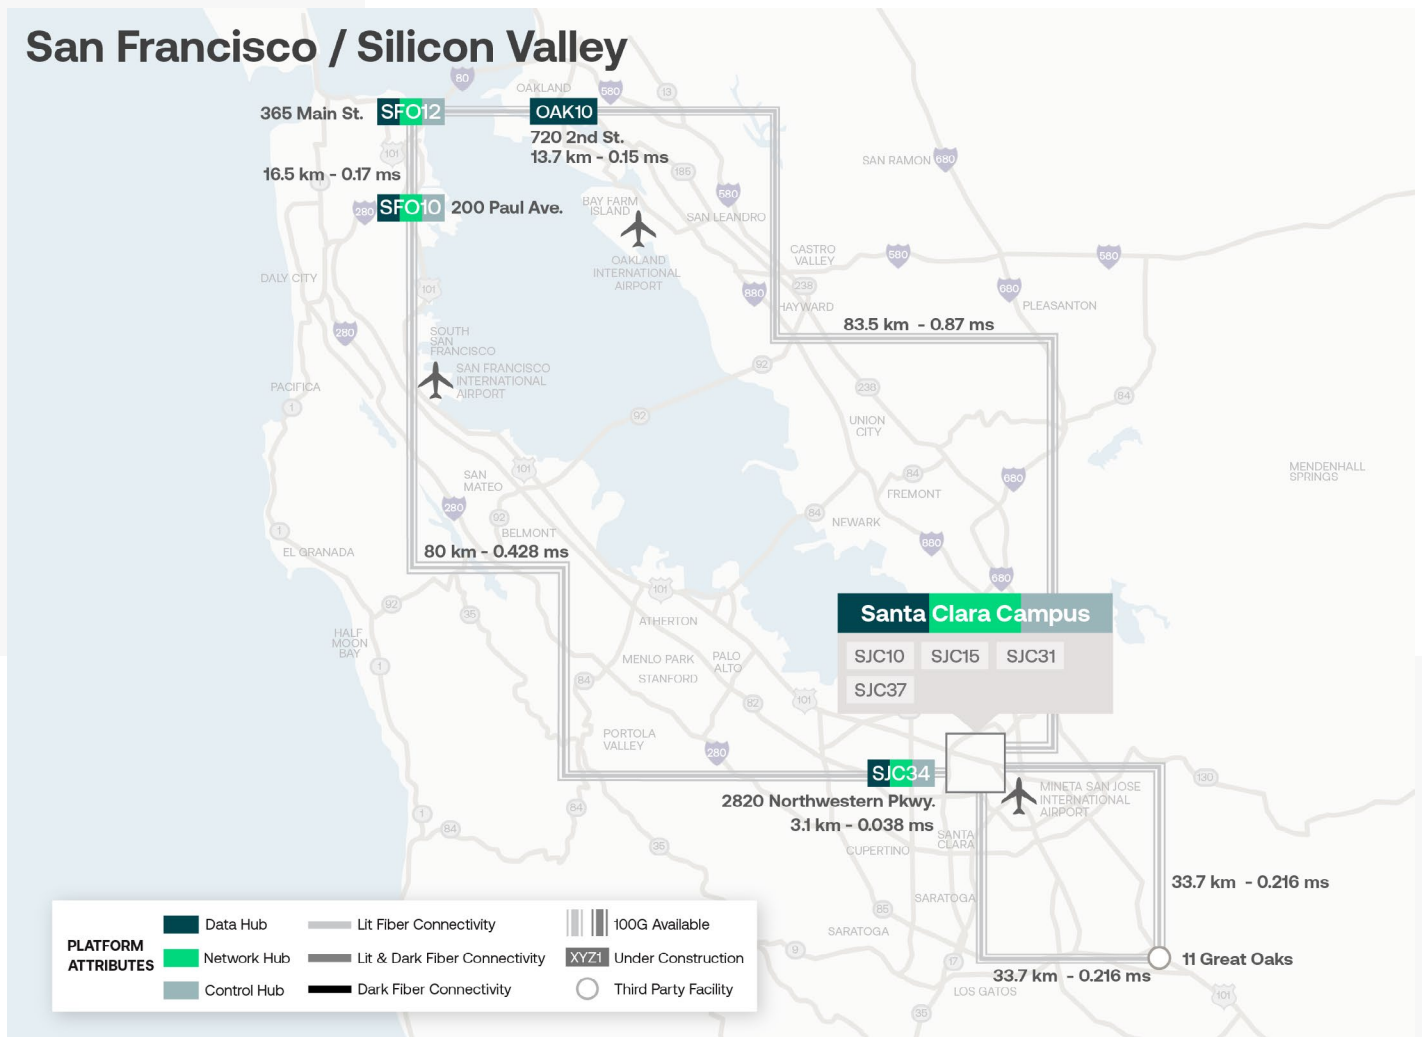 San Francisco / Silicon Valley
80
OAKLAND
580
13
365 Main St.
SFO12
OAK10
720 2nd St.
13.7 km - 0.15 ms
101
16.5 km - 0.17 ms
SAN RAMON
680
185
580
280
SFO10
200 Paul Ave.
BAY FARM
ISLAND
SAN LEANDRO
CASTRO
VALLEY
580
580
DALY CITY
OAKLAND
INTERNATIONAL
AIRPORT
101
880
238
HAYWARD
680
PLEASANTON
280
SOUTH
SAN
FRANCISCO
83.5 km - 0.87 ms
SAN FRANCISCO
INTERNATIONAL
AIRPORT
92
PACIFICA
1
238
84
92
UNION
CITY
SAN
MATEO
101
84
680
FREMONT
MENDENHALL
SPRINGS
280
92
84
NEWARK
1
BELMONT
880
EL GRANADA
80 km - 0.428 ms
680
101
92
35
ATHERTON
Santa Clara Campus
HALF
MOON
BAY
1
MENLO PARK
PALO
ALTO
STANFORD
SJC10
SJC15
SJC31
SJC37
84
82
101
PORTOLA
VALLEY
280
SJC34
2820 Northwestern Pkwy.
3.1 km - 0.038 ms
MINETA SAN JOSE
INTERNATIONAL
AIRPORT
130
1
84
84
35
SANTA
CLARA
CUPERTINO
33.7 km - 0.216 ms
SARATOGA
85
SARATOGA
9
17
11 Great Oaks
33.7 km - 0.216 ms
LOS GATOS
101
35
PLATFORM
ATTRIBUTES
Data Hub
Network Hub
Control Hub
Lit Fiber Connectivity
Lit & Dark Fiber Connectivity
Dark Fiber Connectivity
100G Available
XYZ1 Under Construction
Third Party Facility